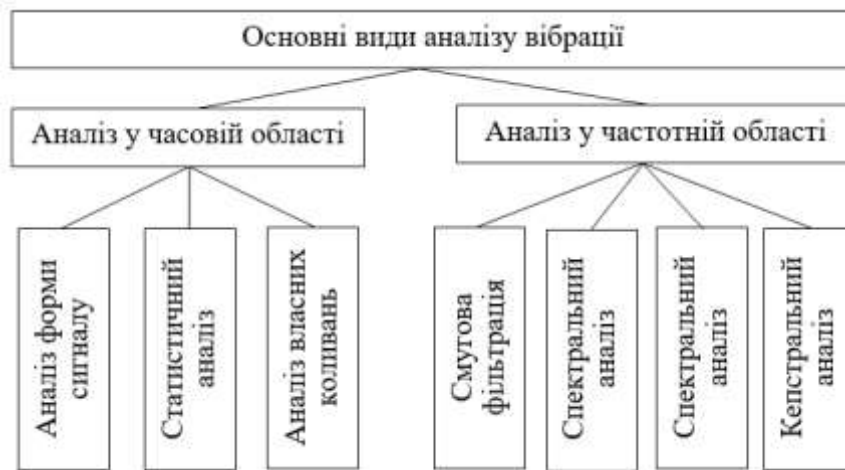 Основні види аналізу вібрації
Аналіз у часовій області
Аналіз у частотній області
Аналіз форми
сигналу
Статистичний
аналіз
Аналіз власних
коливань
Смугова
фільтрація
Спектральний
аналіз
Спектральний
аналіз
Кепстральний
аналіз